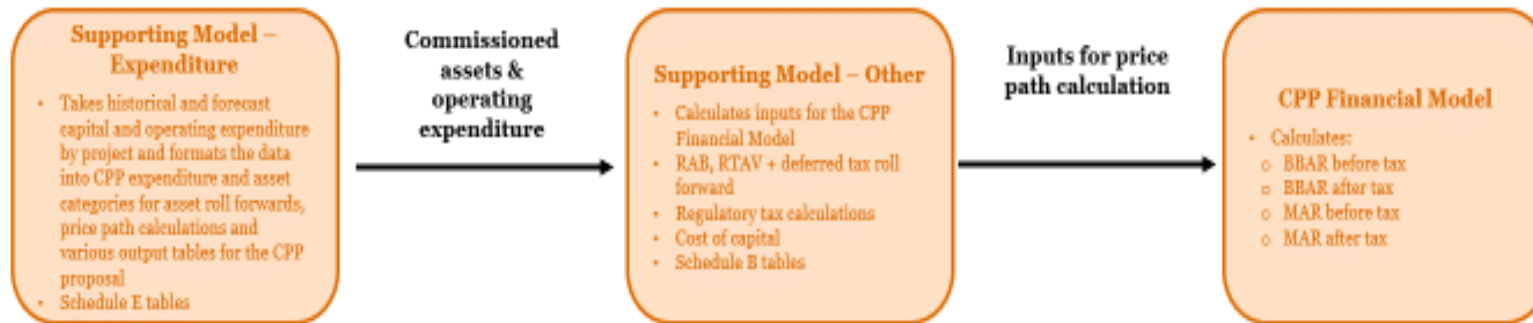 Supporting Model –
Expenditure
• Takes historical and forecast
capital and operating expenditure
by project and formats the data
into CPP expenditure and asset
categories for asset roll forwards,
price path calculations and
various output tables for the CPP
proposal
• Schedule E tables
Commissioned
assets &
operating
expenditure
Supporting Model – Other
• Calculates inputs for the CPP
Financial Model
• RAB, RTAV + deferred tax roll
forward
• Regulatory tax calculations
• Cost of capital
• Schedule B tables
Inputs for price
path calculation
CPP Financial Model
• Calculates:
o BBAR before tax
o BBAR after tax
o MAR before tax
o MAR after tax